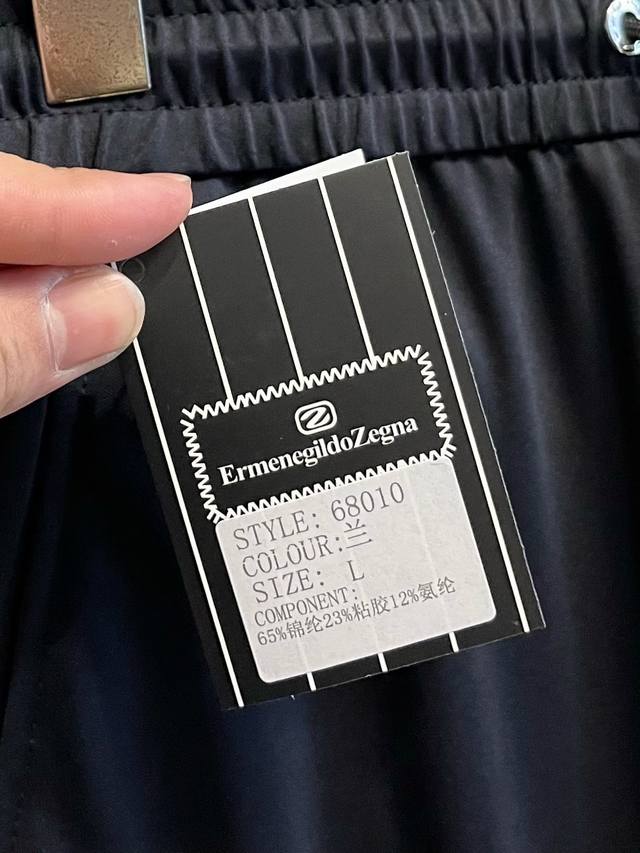 ErmenegildoZegna
STYLE: 68010
COLOUR:兰
SIZE: L
COMPONENT:
65%锦纶23%粘胶12%氨纶